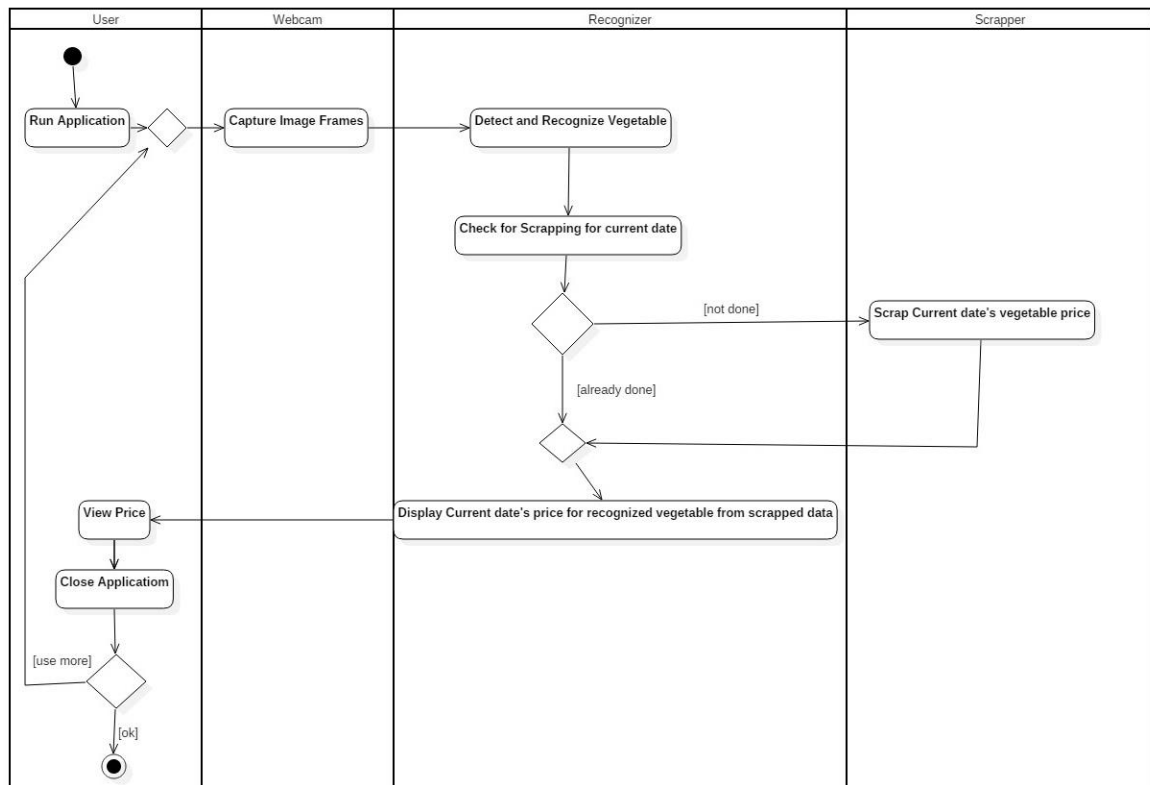 User
Webcam
Recognizer
Scrapper
Run Application
Capture Image Frames
Detect and Recognize Vegetable
Check for Scrapping for current date
[not done]
Scrap Current date's vegetable price
[already done]
Display Current date's price for recognized vegetable from scrapped data
View Price
Close Applicatiom
[use more]
[ok]